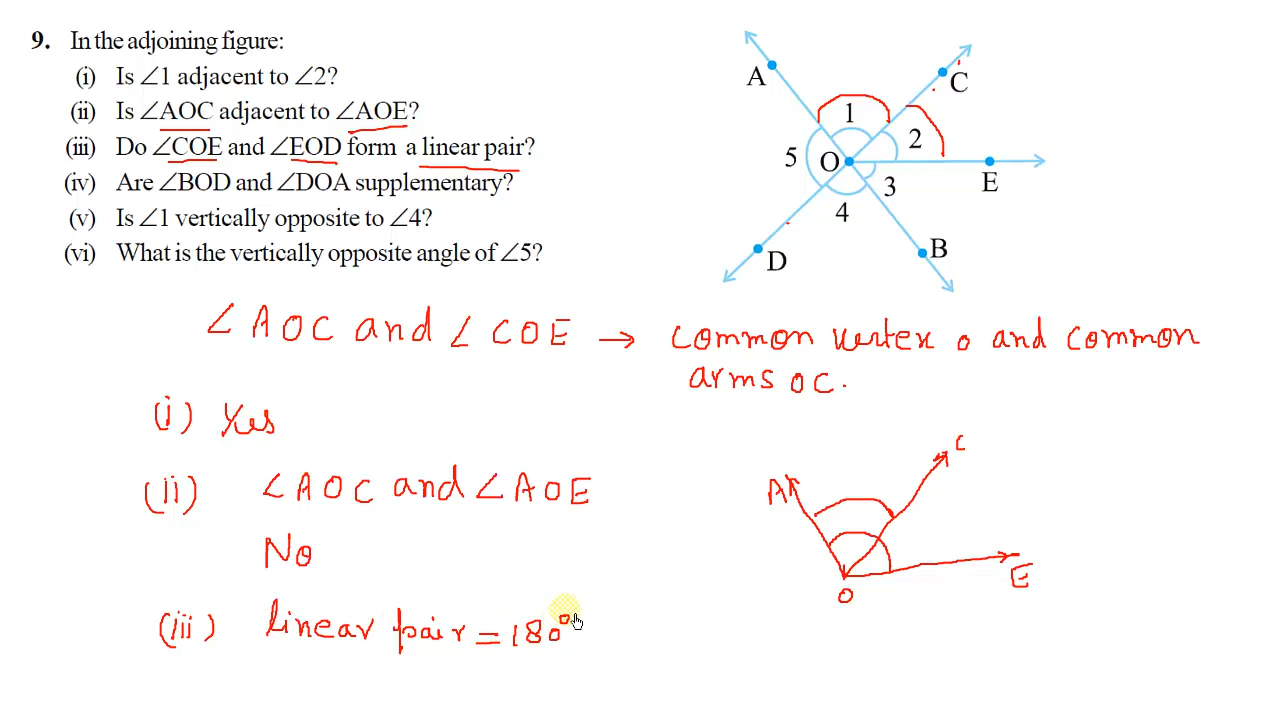 9. In the adjoining figure:
(i) Is ∠1 adjacent to ∠2?
(ii) Is ∠AOC adjacent to ∠AOE?
(iii) Do ∠COE and ∠EOD form a linear pair?
(iv) Are ∠BOD and ∠DOA supplementary?
(v) Is ∠1 vertically opposite to ∠4?
(vi) What is the vertically opposite angle of ∠5?
A
C
1
2
5
O
3
E
4
B
D
∠AOC and ∠COE → common vertex o and common
arms OC.
(i) Yes
(ii) ∠AOC and ∠AOE
No
(iii) linear pair = 180°
C
A
E
O